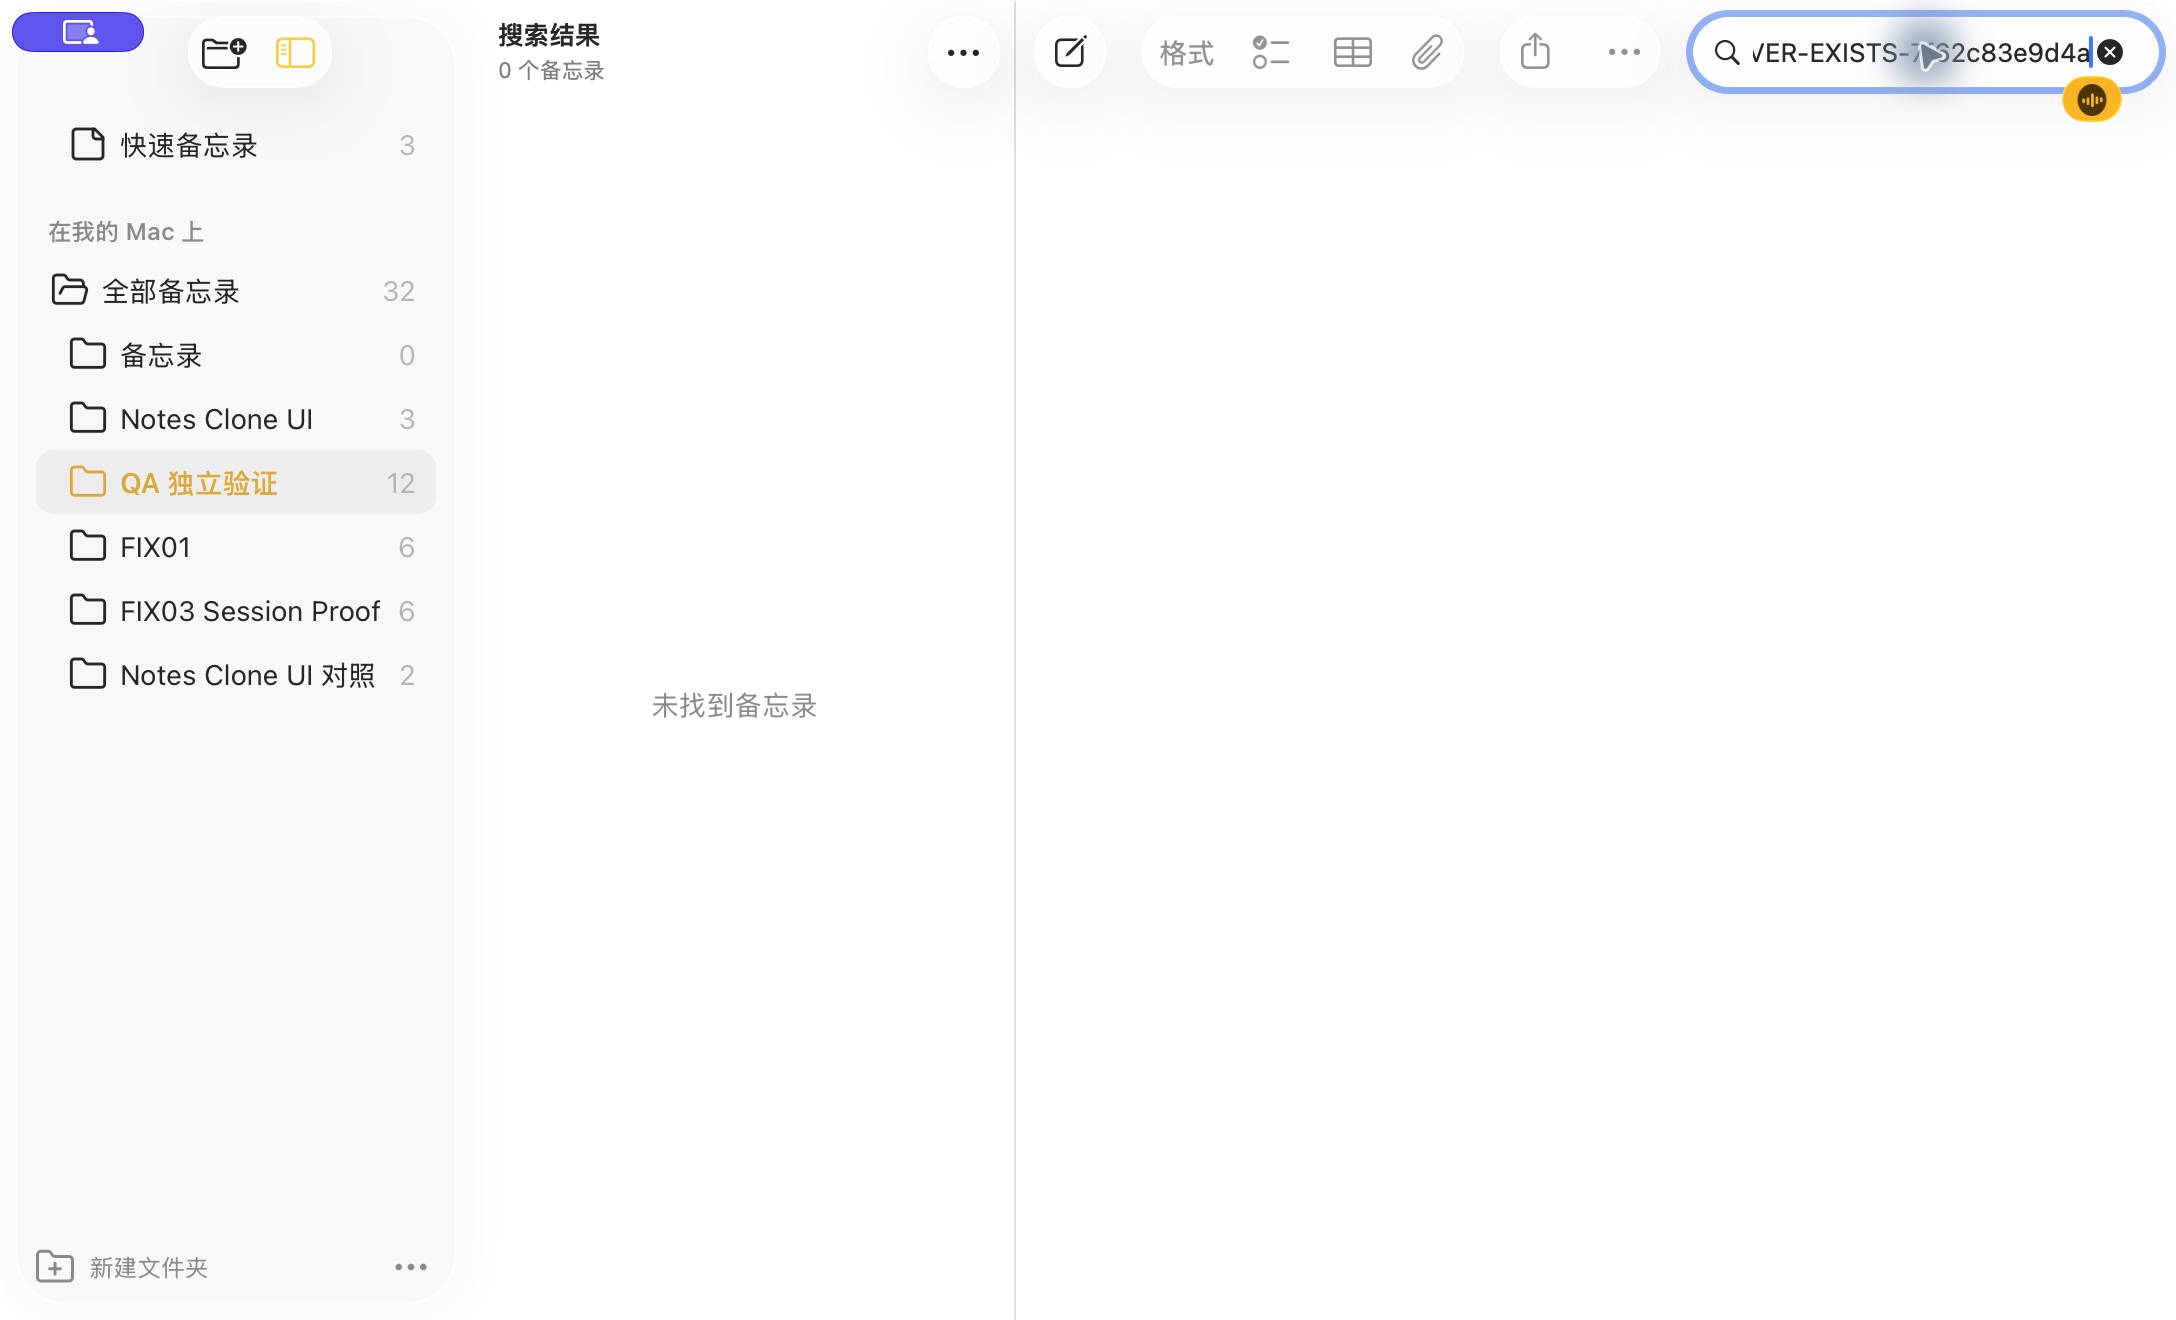 快速备忘录 3
在我的 Mac 上
全部备忘录 32
备忘录 0
Notes Clone UI 3
QA 独立验证 12
FIX01 6
FIX03 Session Proof 6
Notes Clone UI 对照 2
新建文件夹
搜索结果
0 个备忘录
未找到备忘录
格式
VER-EXISTS-7f62c83e9d4a